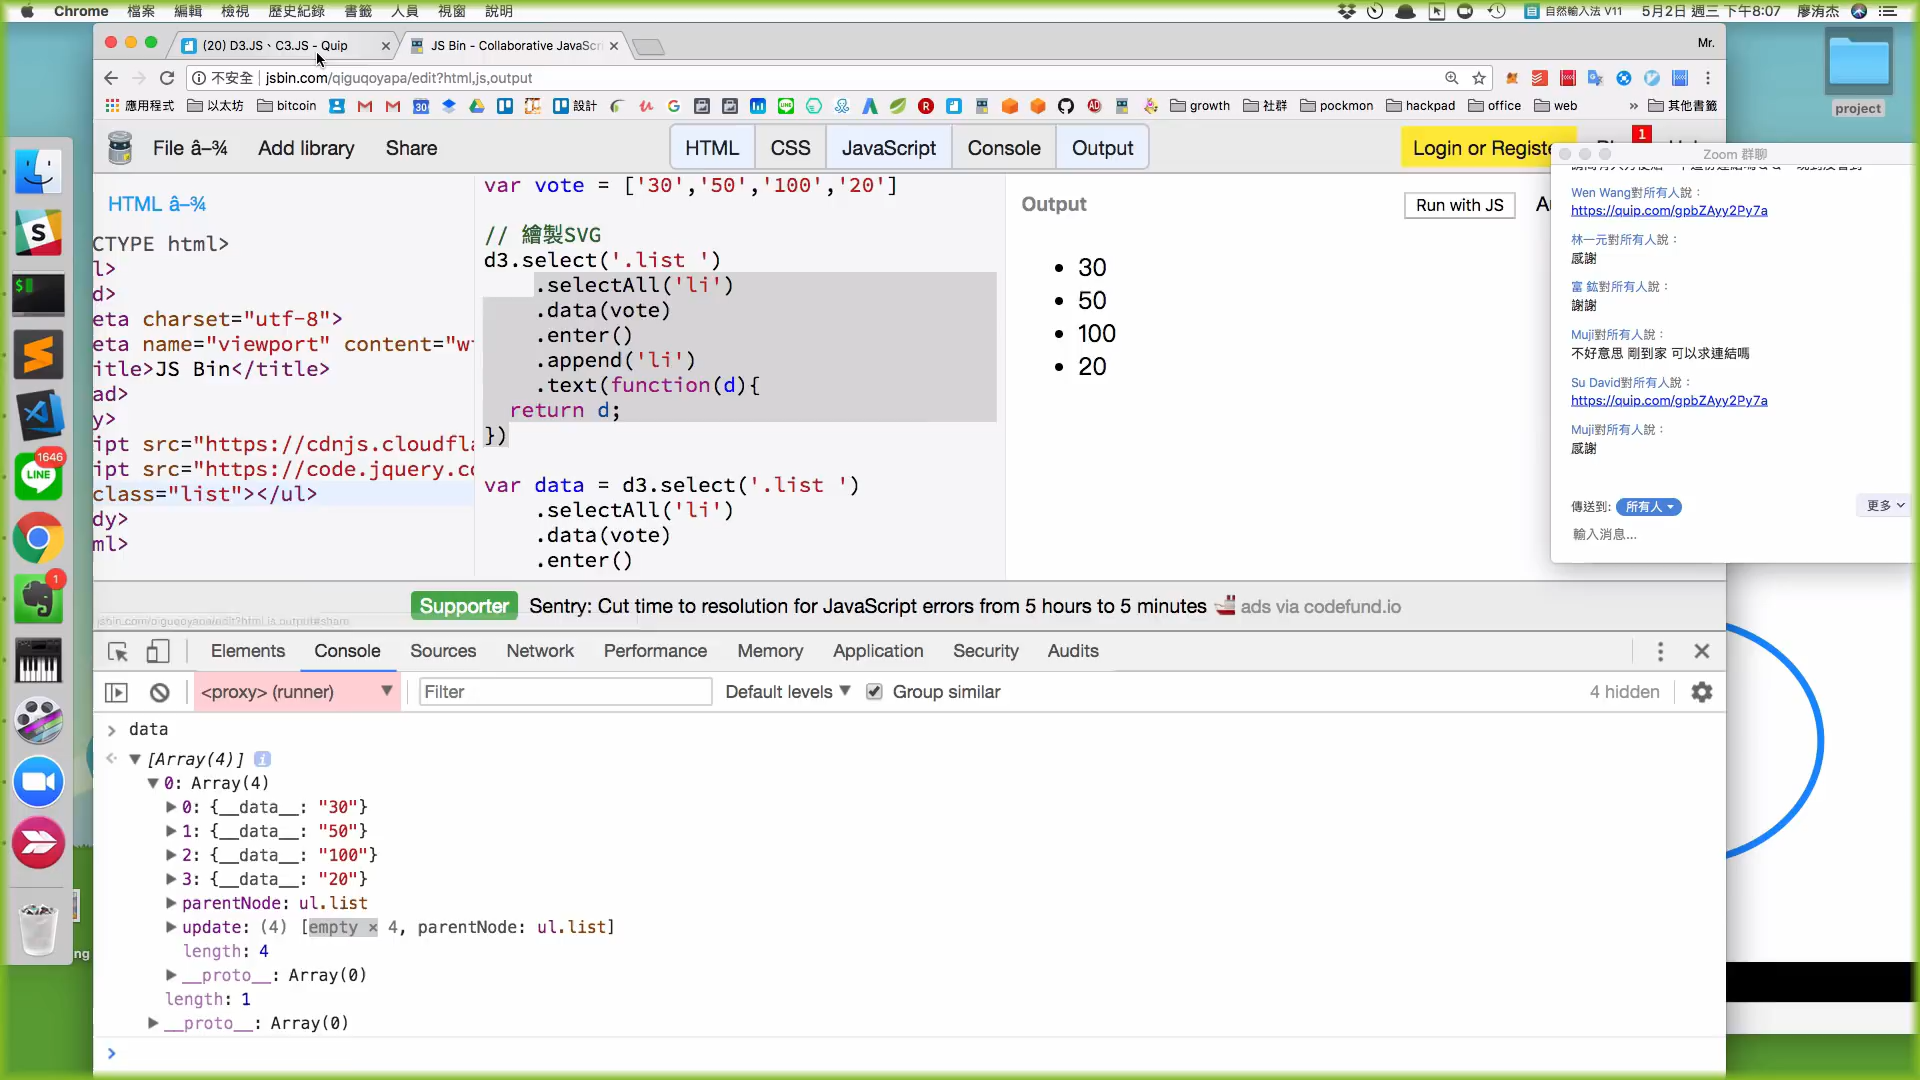 Chrome 檔案 編輯 檢視 歷史紀錄 書籤 人員 視窗 說明 自然輸入法 V11 5月2日 週三 下午8:07 廖洧杰
(20) D3.JS、C3.JS - Quip
JS Bin - Collaborative JavaScr
Mr.
不安全 jsbin.com/qiguqoyapa/edit?html,js,output
應用程式 以太坊 bitcoin 設計 growth 社群 pockmon hackpad office web » 其他書籤
project
File â–¾ Add library Share HTML CSS JavaScript Console Output Login or Registe 1
HTML â–¾
CTYPE html>
l>
d>
eta charset="utf-8">
eta name="viewport" content="w
itle>JS Bin</title>
ad>
y>
ipt src="https://cdnjs.cloudfla
ipt src="https://code.jquery.co
class="list"></ul>
dy>
ml>
var vote = ['30','50','100','20']
// 繪製SVG
d3.select('.list ')
.selectAll('li')
.data(vote)
.enter()
.append('li')
.text(function(d){
return d;
})
var data = d3.select('.list ')
.selectAll('li')
.data(vote)
.enter()
Output
Run with JS
30
50
100
20
Zoom 群聊
Wen Wang對所有人說：
https://quip.com/gpbZAyy2Py7a
林一元對所有人說：
感謝
富 鈜對所有人說：
謝謝
Muji對所有人說：
不好意思 剛到家 可以求連結嗎
Su David對所有人說：
https://quip.com/gpbZAyy2Py7a
Muji對所有人說：
感謝
傳送到: 所有人 更多
輸入消息...
Supporter Sentry: Cut time to resolution for JavaScript errors from 5 hours to 5 minutes ads via codefund.io
Elements Console Sources Network Performance Memory Application Security Audits
<proxy> (runner) Filter Default levels Group similar 4 hidden
data
[Array(4)]
0: Array(4)
0: {__data__: "30"}
1: {__data__: "50"}
2: {__data__: "100"}
3: {__data__: "20"}
parentNode: ul.list
update: (4) [empty × 4, parentNode: ul.list]
length: 4
__proto__: Array(0)
length: 1
__proto__: Array(0)
1646
LINE
1
ng